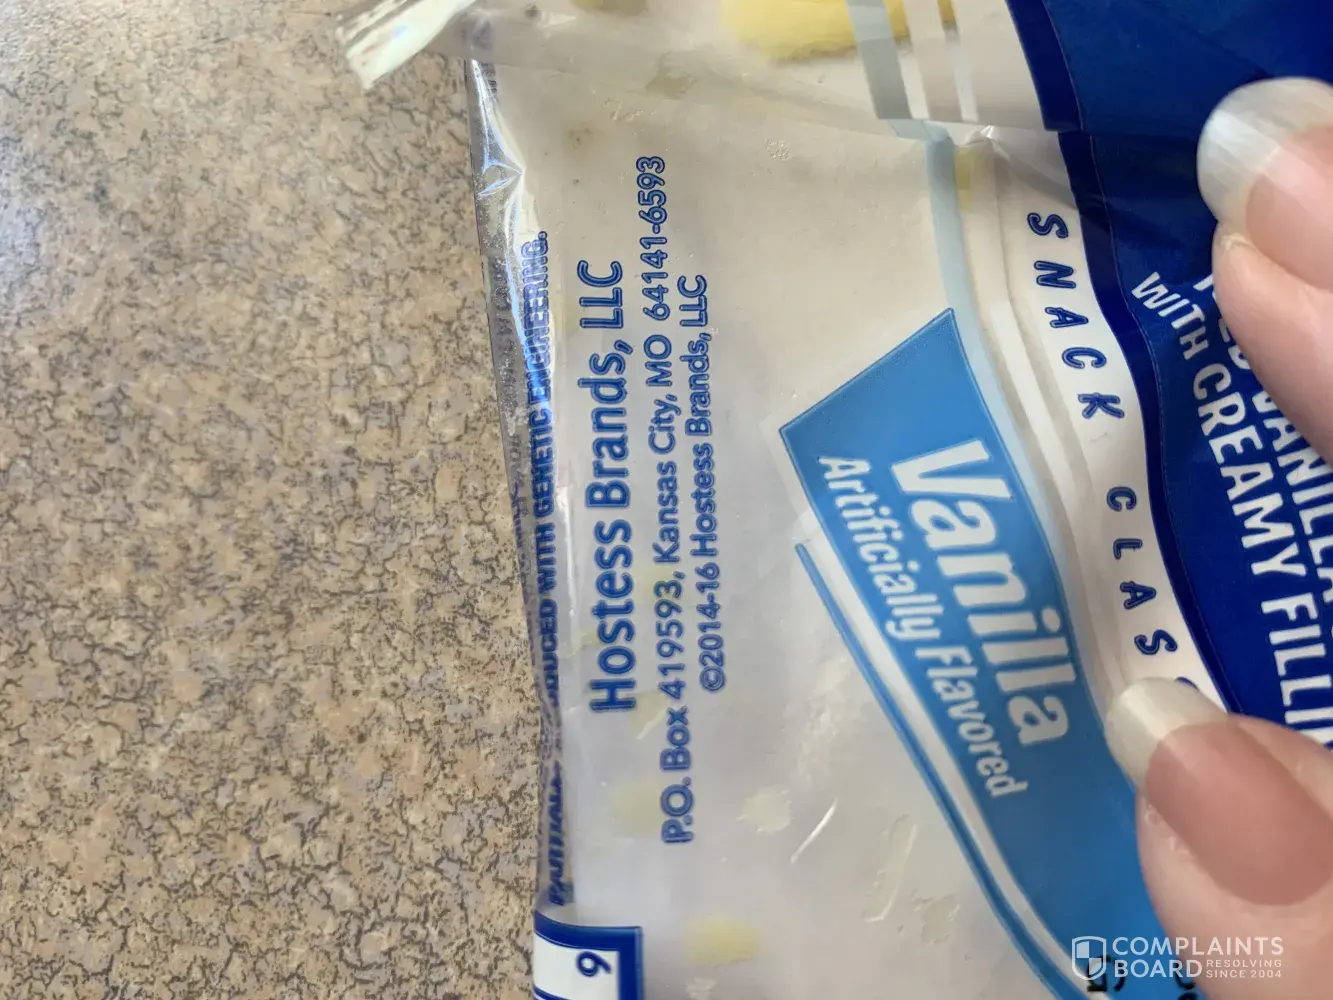 PARTIALLY PRODUCED WITH GENETIC ENGINEERING.
Hostess Brands, LLC
P.O. Box 419593, Kansas City, MO 64141-6593
©2014-16 Hostess Brands, LLC
Vanilla
Artificially Flavored
SNACK CLAS
WITH CREAMY FILLI
9
COMPLAINTS
BOARD RESOLVING
SINCE 2004